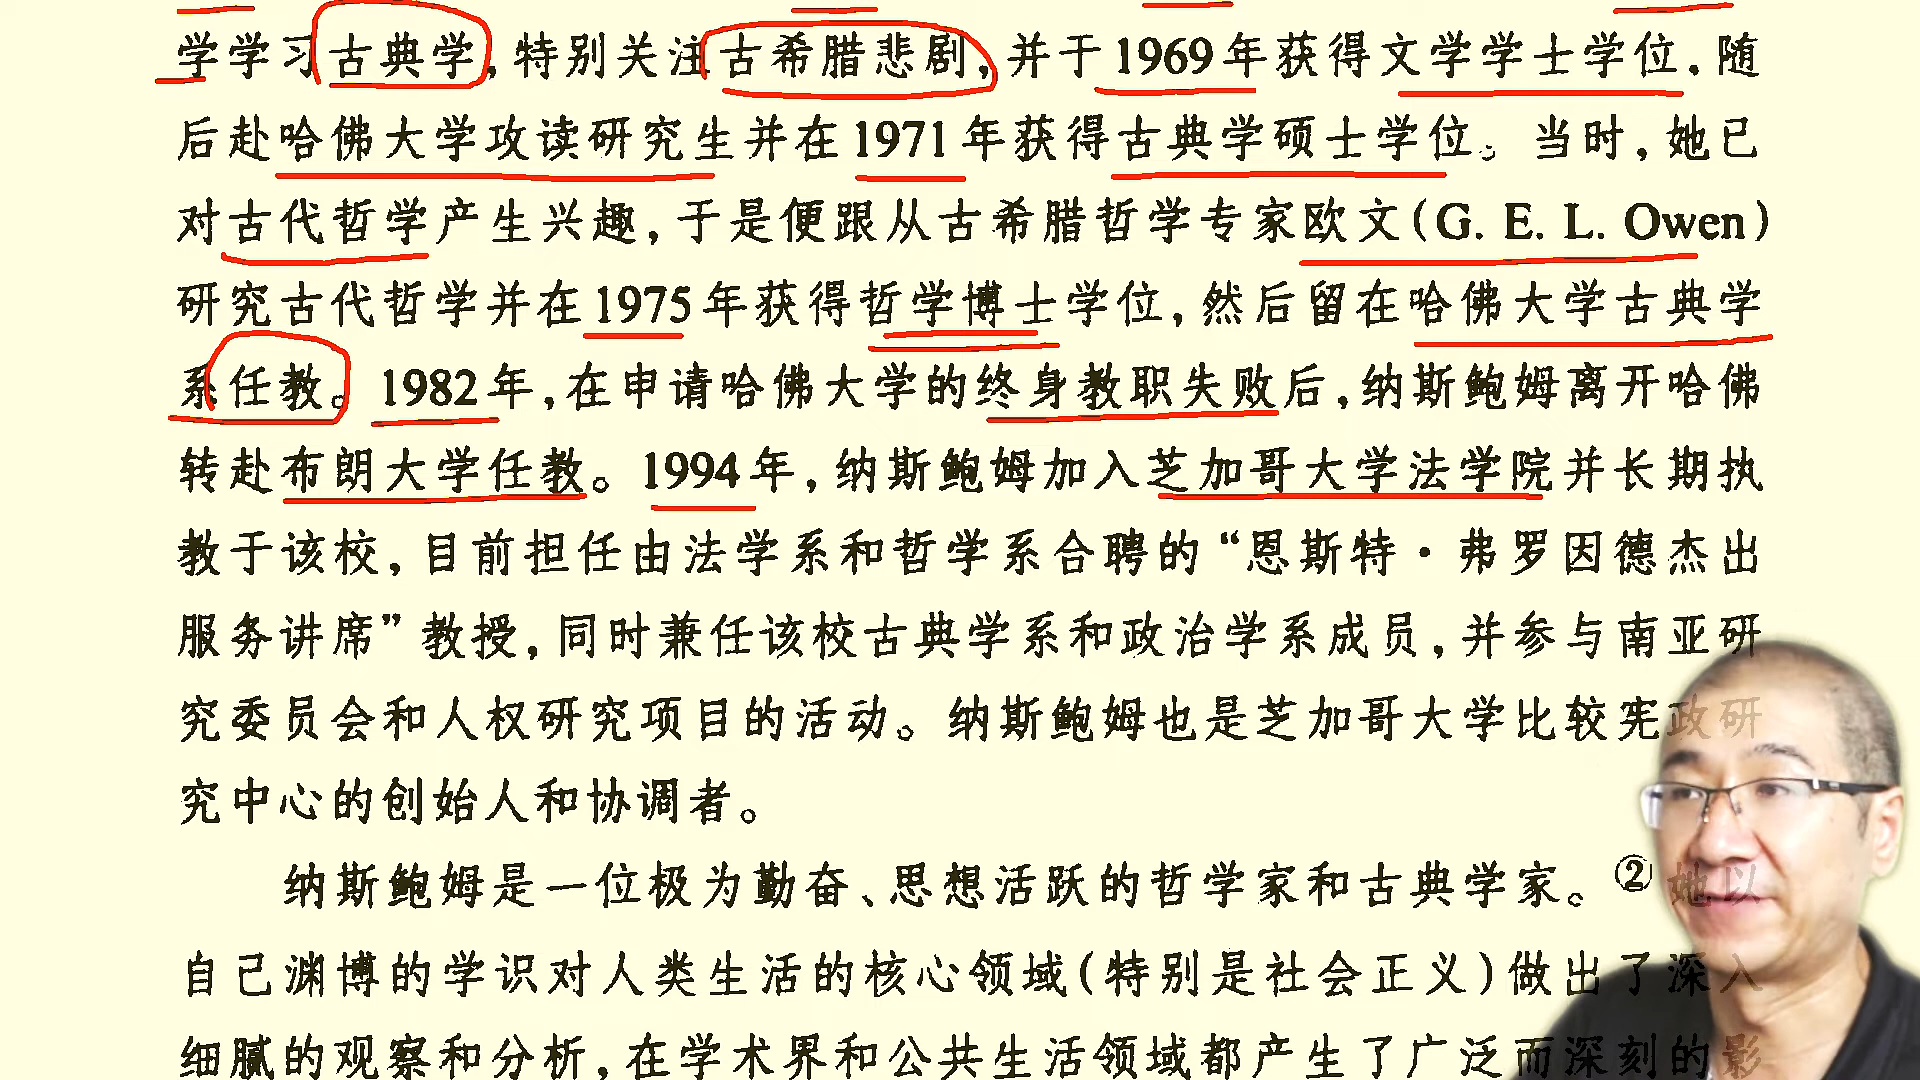 学学习古典学,特别关注古希腊悲剧,并于1969年获得文学学士学位.随
后赴哈佛大学攻读研究生并在1971年获得古典学硕士学位。当时,她已
对古代哲学产生兴趣,于是便跟从古希腊哲学专家欧文(G. E. L. Owen)
研究古代哲学并在1975年获得哲学博士学位,然后留在哈佛大学古典学
系任教。1982年,在申请哈佛大学的终身教职失败后,纳斯鲍姆离开哈佛
转赴布朗大学任教。1994年,纳斯鲍姆加入芝加哥大学法学院并长期执
教于该校,目前担任由法学系和哲学系合聘的“恩斯特·弗罗因德杰出
服务讲席”教授,同时兼任该校古典学系和政治学系成员,并参与南亚研
究委员会和人权研究项目的活动。纳斯鲍姆也是芝加哥大学比较宪政研
究中心的创始人和协调者。
纳斯鲍姆是一位极为勤奋、思想活跃的哲学家和古典学家。② 她以
自己渊博的学识对人类生活的核心领域(特别是社会正义)做出了深入
细腻的观察和分析,在学术界和公共生活领域都产生了广泛而深刻的影